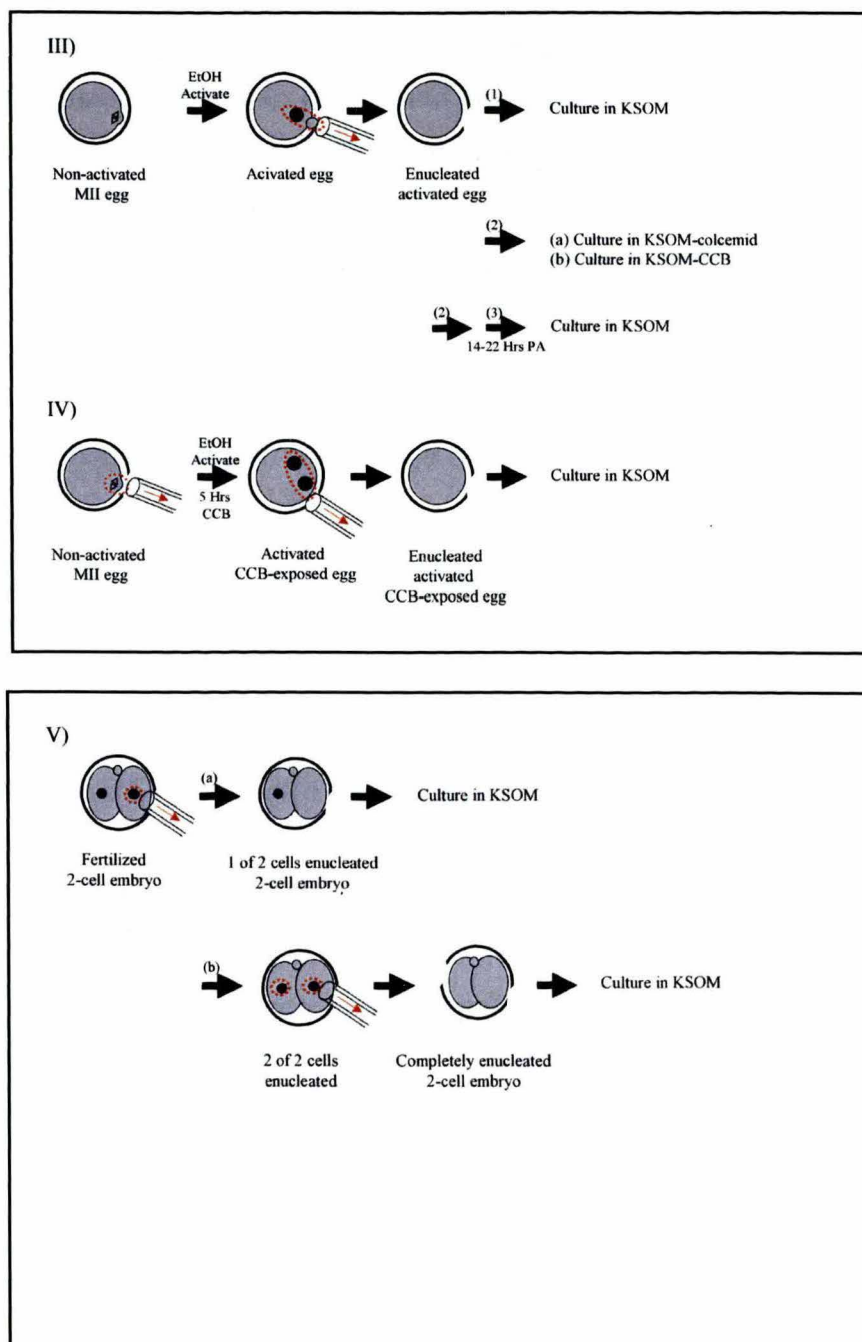 III)
EtOH
Activate
(1)
Culture in KSOM
Non-activated
MII egg
Acivated egg
Enucleated
activated egg
(2)
(a) Culture in KSOM-colcemid
(b) Culture in KSOM-CCB
(2)
(3)
Culture in KSOM
14-22 Hrs PA
IV)
EtOH
Activate
5 Hrs
CCB
Culture in KSOM
Non-activated
MII egg
Activated
CCB-exposed egg
Enucleated
activated
CCB-exposed egg
V)
(a)
Culture in KSOM
Fertilized
2-cell embryo
1 of 2 cells enucleated
2-cell embryo
(b)
Culture in KSOM
2 of 2 cells
enucleated
Completely enucleated
2-cell embryo